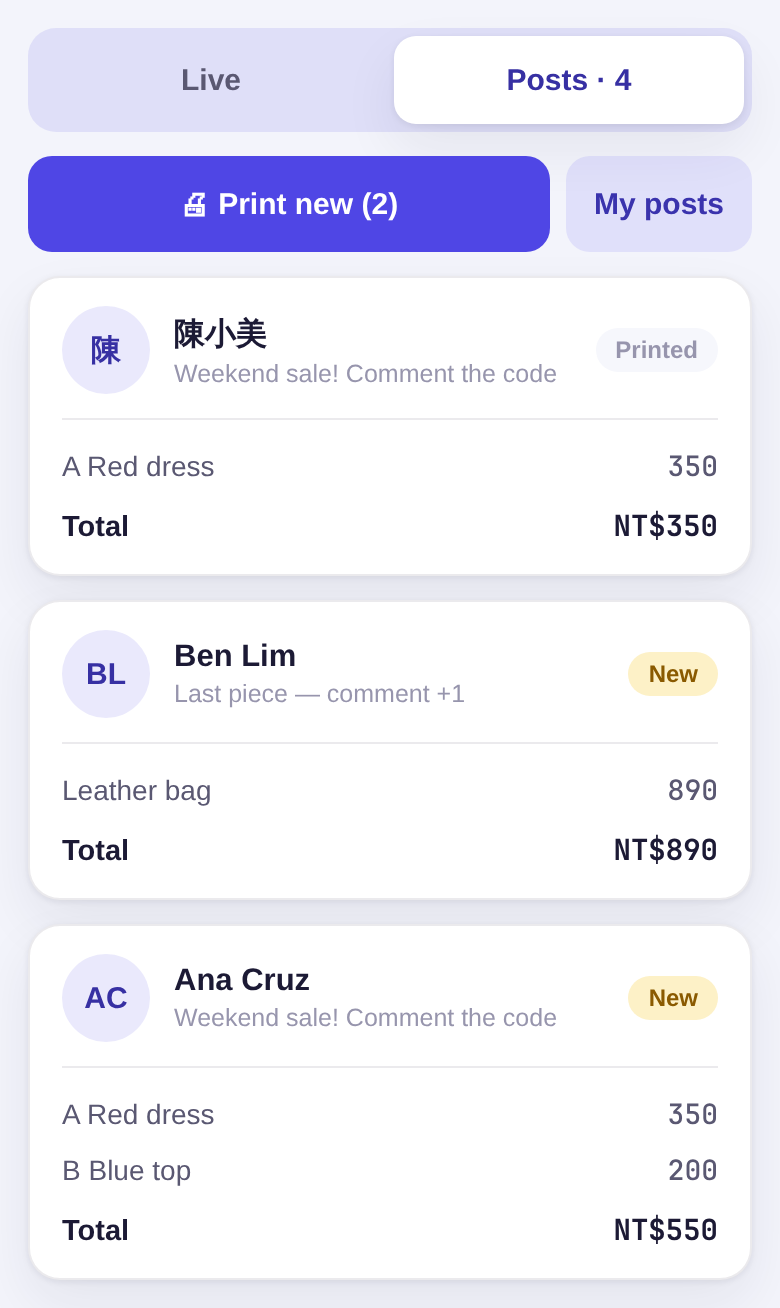 Live
Posts · 4
🖨 Print new (2)
My posts
陳
陳小美
Weekend sale! Comment the code
Printed
A Red dress 350
Total NT$350
BL
Ben Lim
Last piece — comment +1
New
Leather bag 890
Total NT$890
AC
Ana Cruz
Weekend sale! Comment the code
New
A Red dress 350
B Blue top 200
Total NT$550